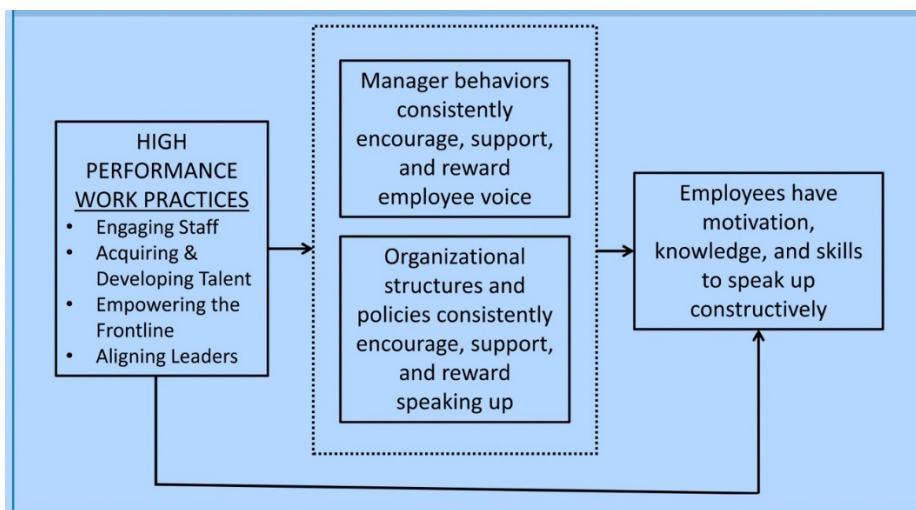 HIGH
PERFORMANCE
WORK PRACTICES
• Engaging Staff
• Acquiring &
Developing Talent
• Empowering the
Frontline
• Aligning Leaders
Manager behaviors
consistently
encourage, support,
and reward
employee voice
Organizational
structures and
policies consistently
encourage, support,
and reward
speaking up
Employees have
motivation,
knowledge, and skills
to speak up
constructively